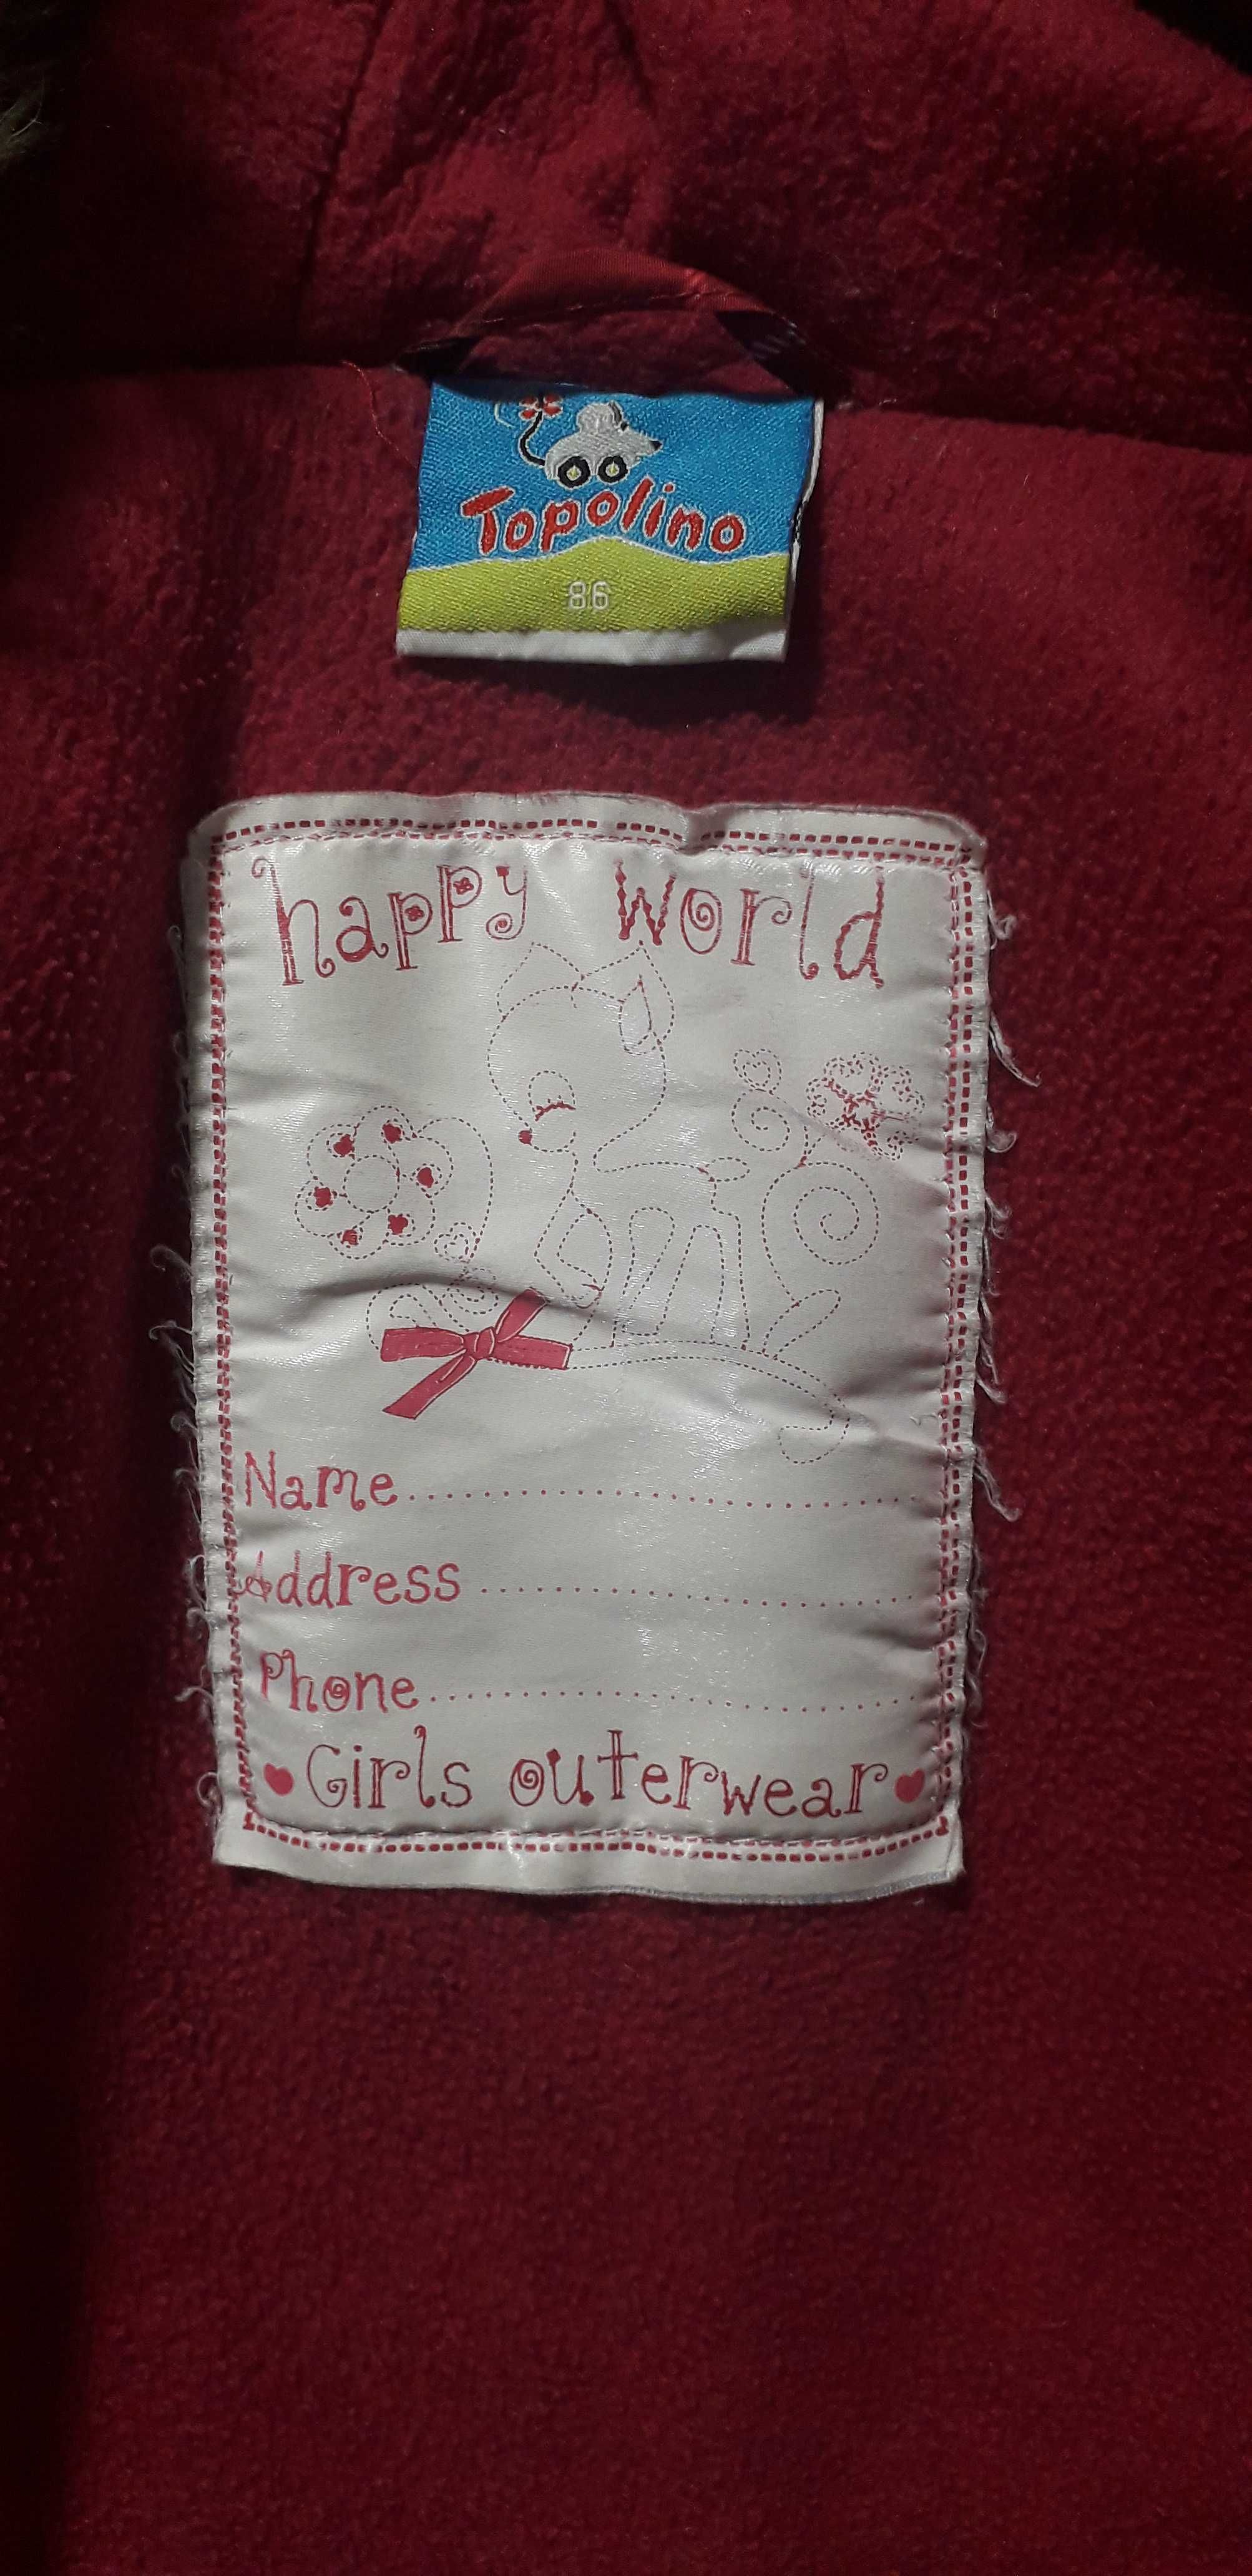 Topolino
86
happy world
Name
Address
Phone
Girls outerwear